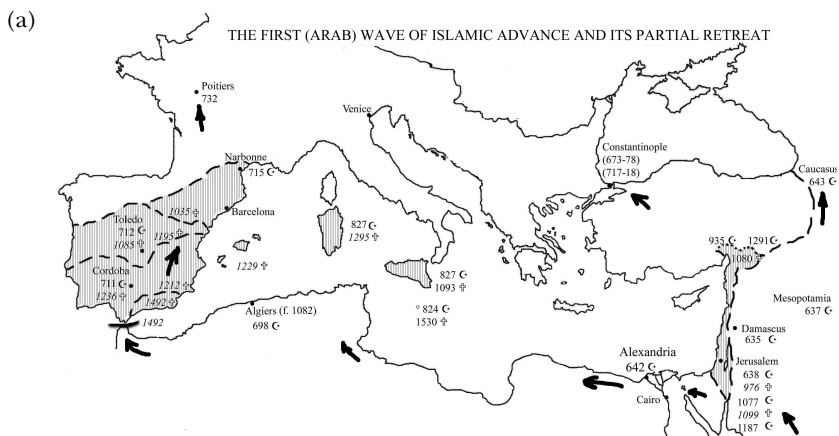 (a)
THE FIRST (ARAB) WAVE OF ISLAMIC ADVANCE AND ITS PARTIAL RETREAT
Poitiers
732
Venice
Constantinople
(673-78)
(717-18)
Caucasus
643 ☪
Narbonne
715 ☪
Barcelona
1035 ✞
1195 ✞
Toledo
712 ☪
1085 ✞
Cordoba
711 ☪
1236 ✞
1212 ✞
1492 ✞
1492
1229 ✞
827 ☪
1295 ✞
827 ☪
1093 ✞
824 ☪
1530 ✞
Algiers (f. 1082)
698 ☪
935 ☪
1291 ☪
1080 ✞
Mesopotamia
637 ☪
Damascus
635 ☪
Alexandria
642 ☪
Cairo
Jerusalem
638 ☪
976 ✞
1077 ☪
1099 ✞
1187 ☪